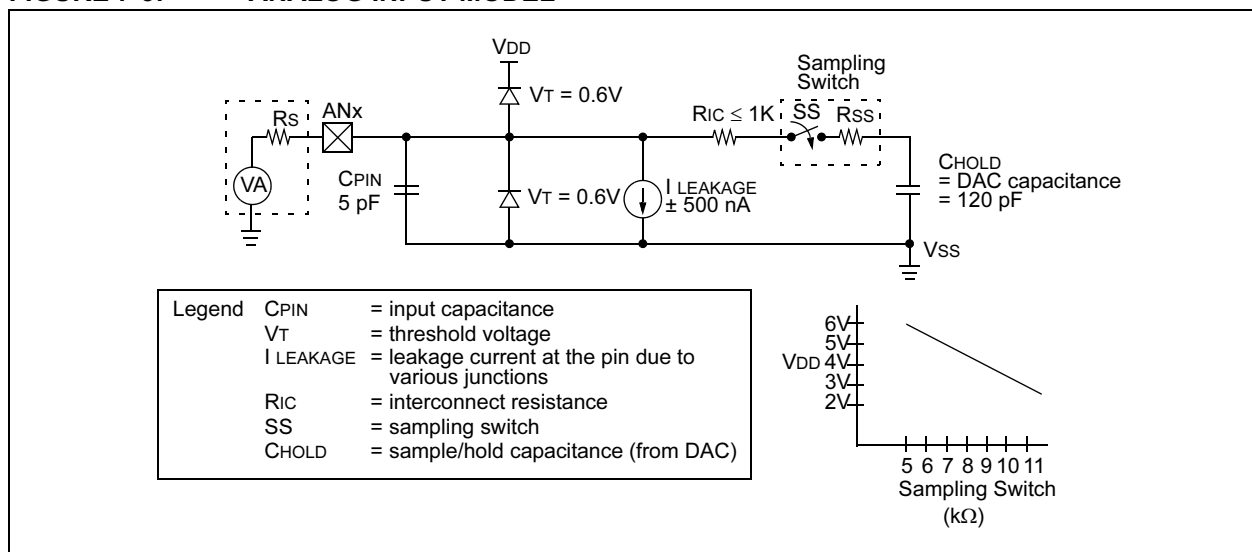 FIGURE ANALOG INPUT MODEL
VDD
Sampling
Switch
VT = 0.6V
RS
ANx
RIC ≤ 1K
SS
RSS
VA
CPIN
5 pF
VT = 0.6V
I LEAKAGE
± 500 nA
CHOLD
= DAC capacitance
= 120 pF
VSS
Legend CPIN = input capacitance
VT = threshold voltage
I LEAKAGE = leakage current at the pin due to
various junctions
RIC = interconnect resistance
SS = sampling switch
CHOLD = sample/hold capacitance (from DAC)
6V
5V
VDD 4V
3V
2V
5 6 7 8 9 10 11
Sampling Switch
(kΩ)